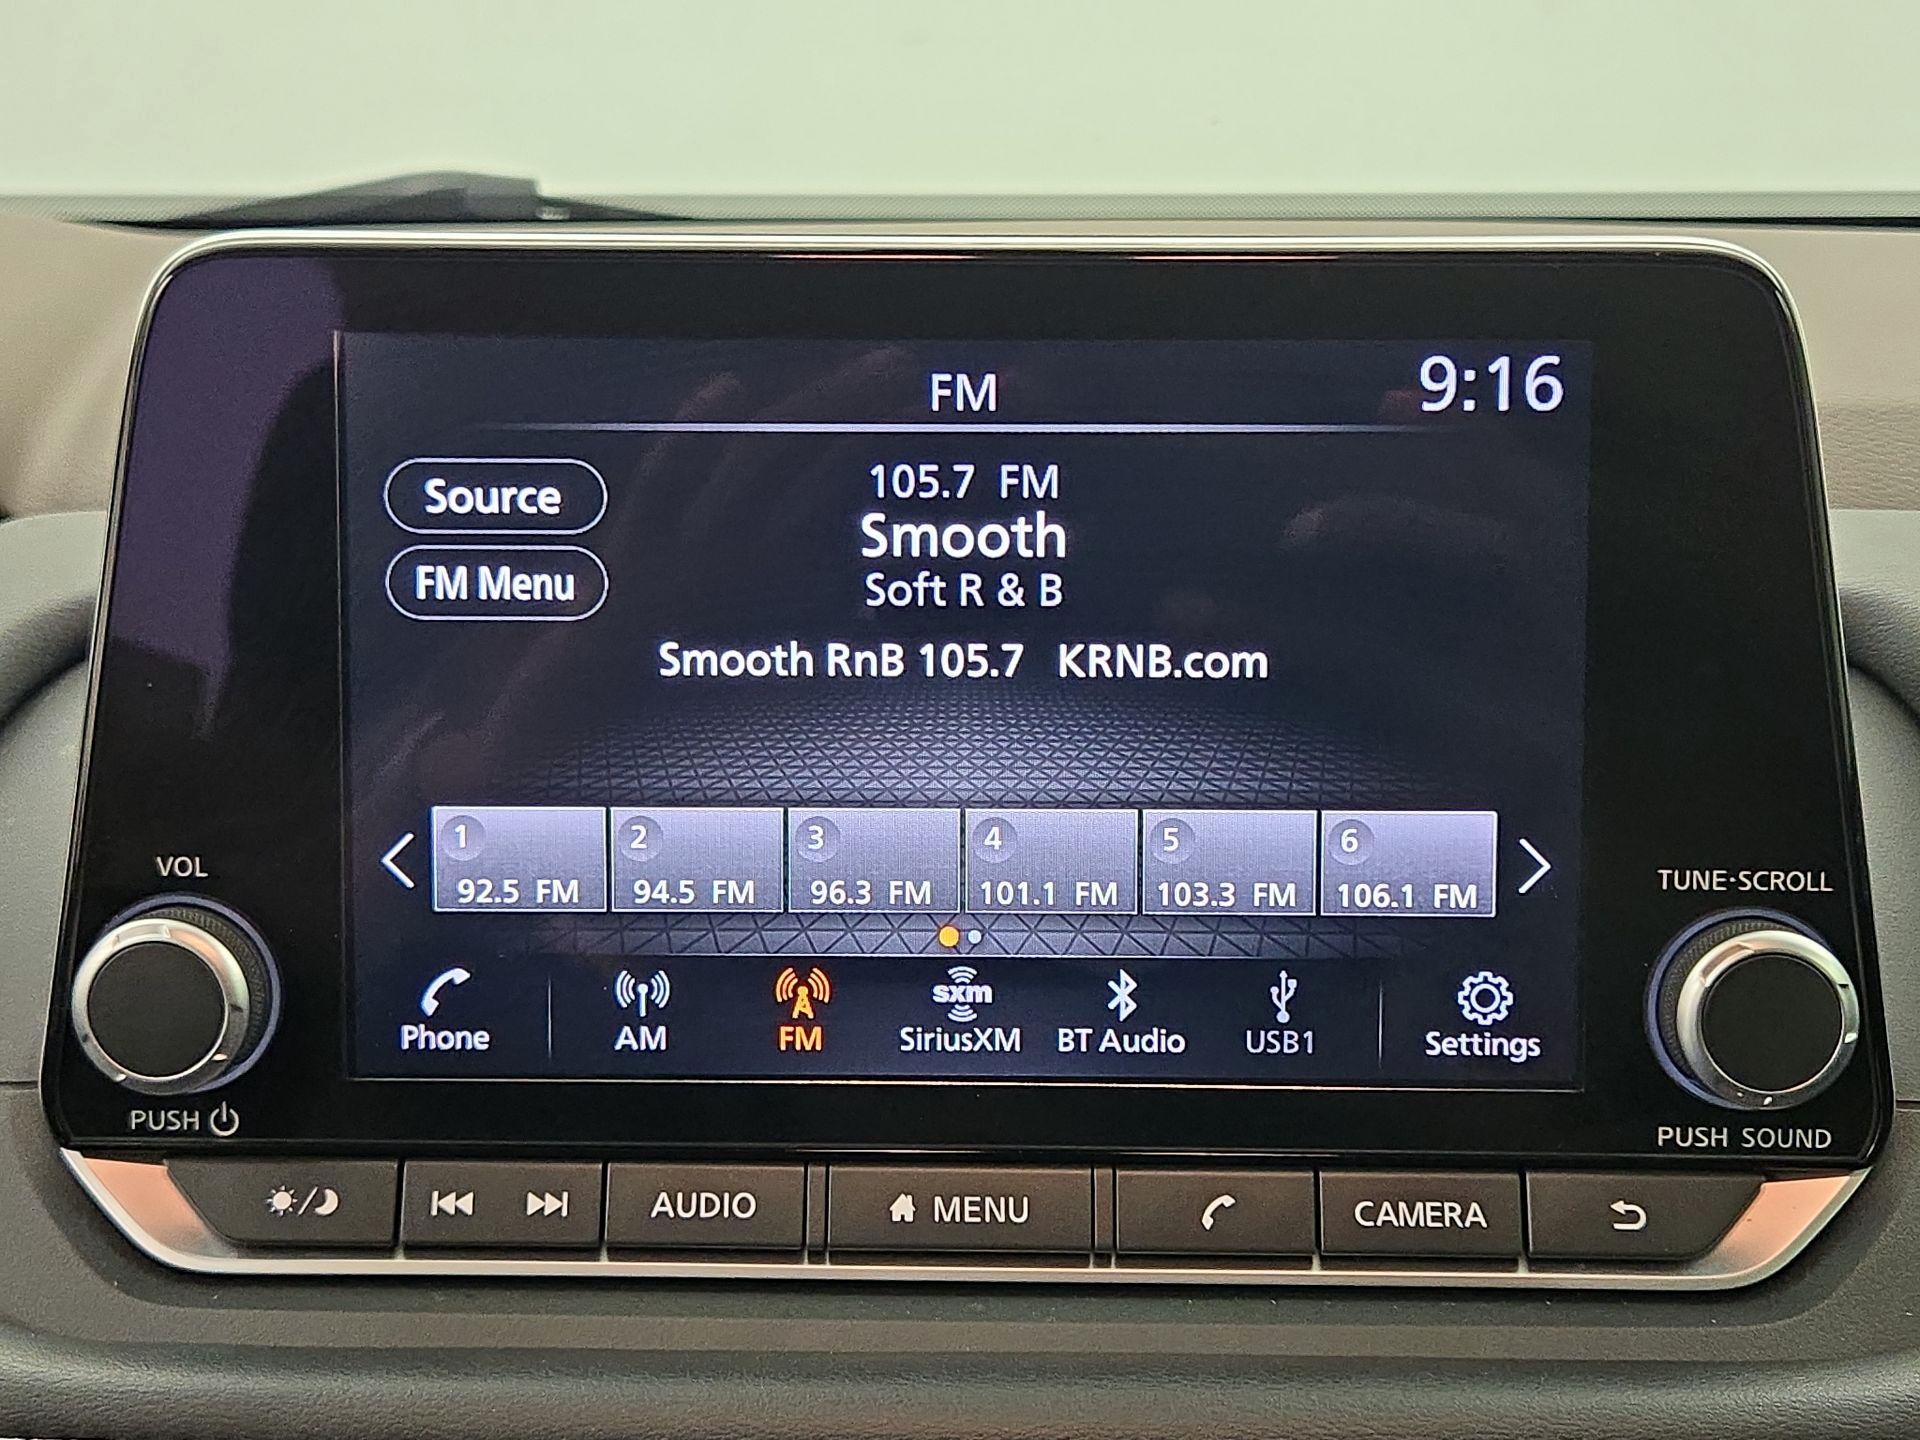 FM
9:16
Source
105.7 FM
Smooth
FM Menu
Soft R & B
Smooth RnB 105.7 KRNB.com
1 2 3 4 5 6
92.5 FM 94.5 FM 96.3 FM 101.1 FM 103.3 FM 106.1 FM
VOL
TUNE·SCROLL
sxm
Phone AM FM SiriusXM BT Audio USB1 Settings
PUSH
PUSH SOUND
AUDIO MENU CAMERA